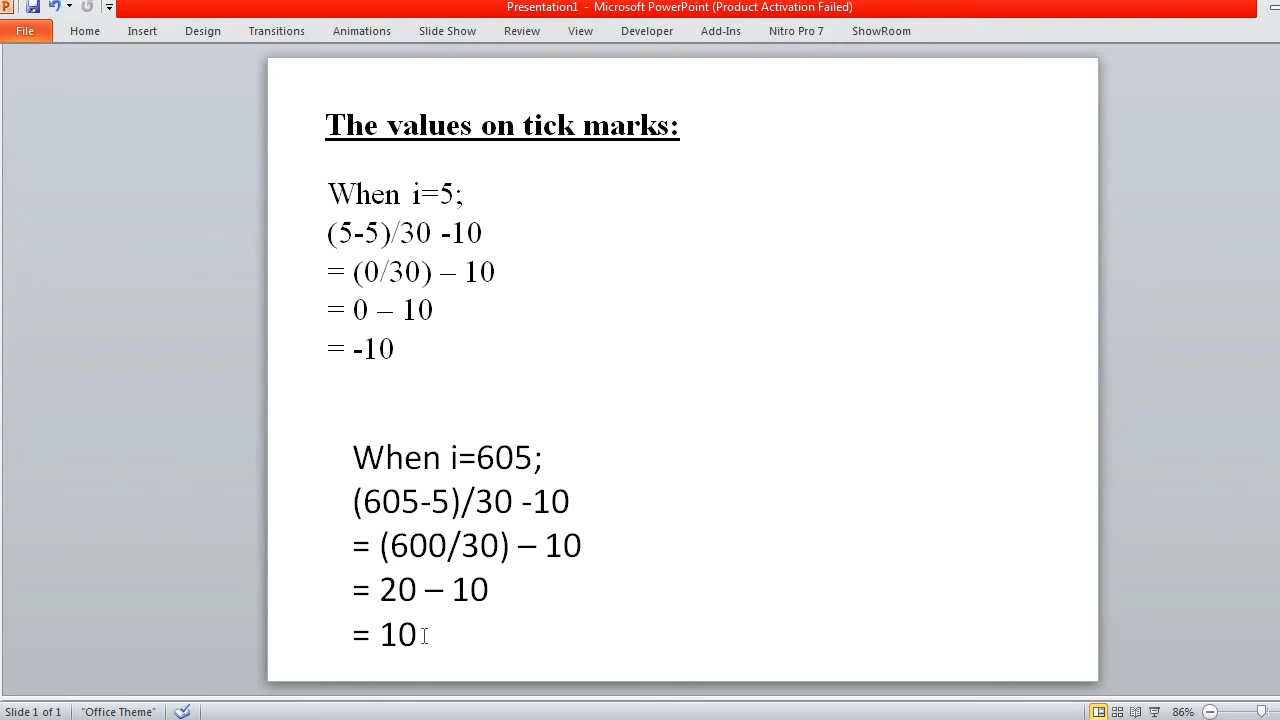 Presentation1 - Microsoft PowerPoint (Product Activation Failed)
File Home Insert Design Transitions Animations Slide Show Review View Developer Add-Ins Nitro Pro 7 ShowRoom
The values on tick marks:
When i=5;
(5-5)/30 -10
= (0/30) – 10
= 0 – 10
= -10
When i=605;
(605-5)/30 -10
= (600/30) – 10
= 20 – 10
= 10
Slide 1 of 1 "Office Theme" 86%